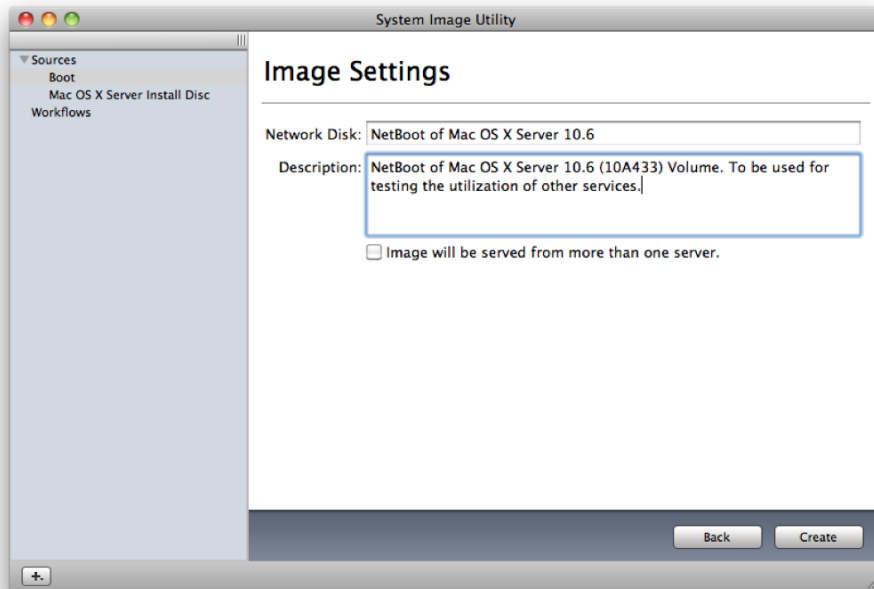 System Image Utility
Sources
Boot
Mac OS X Server Install Disc
Workflows
Image Settings
Network Disk: NetBoot of Mac OS X Server 10.6
Description: NetBoot of Mac OS X Server 10.6 (10A433) Volume. To be used for
testing the utilization of other services.
Image will be served from more than one server.
Back Create